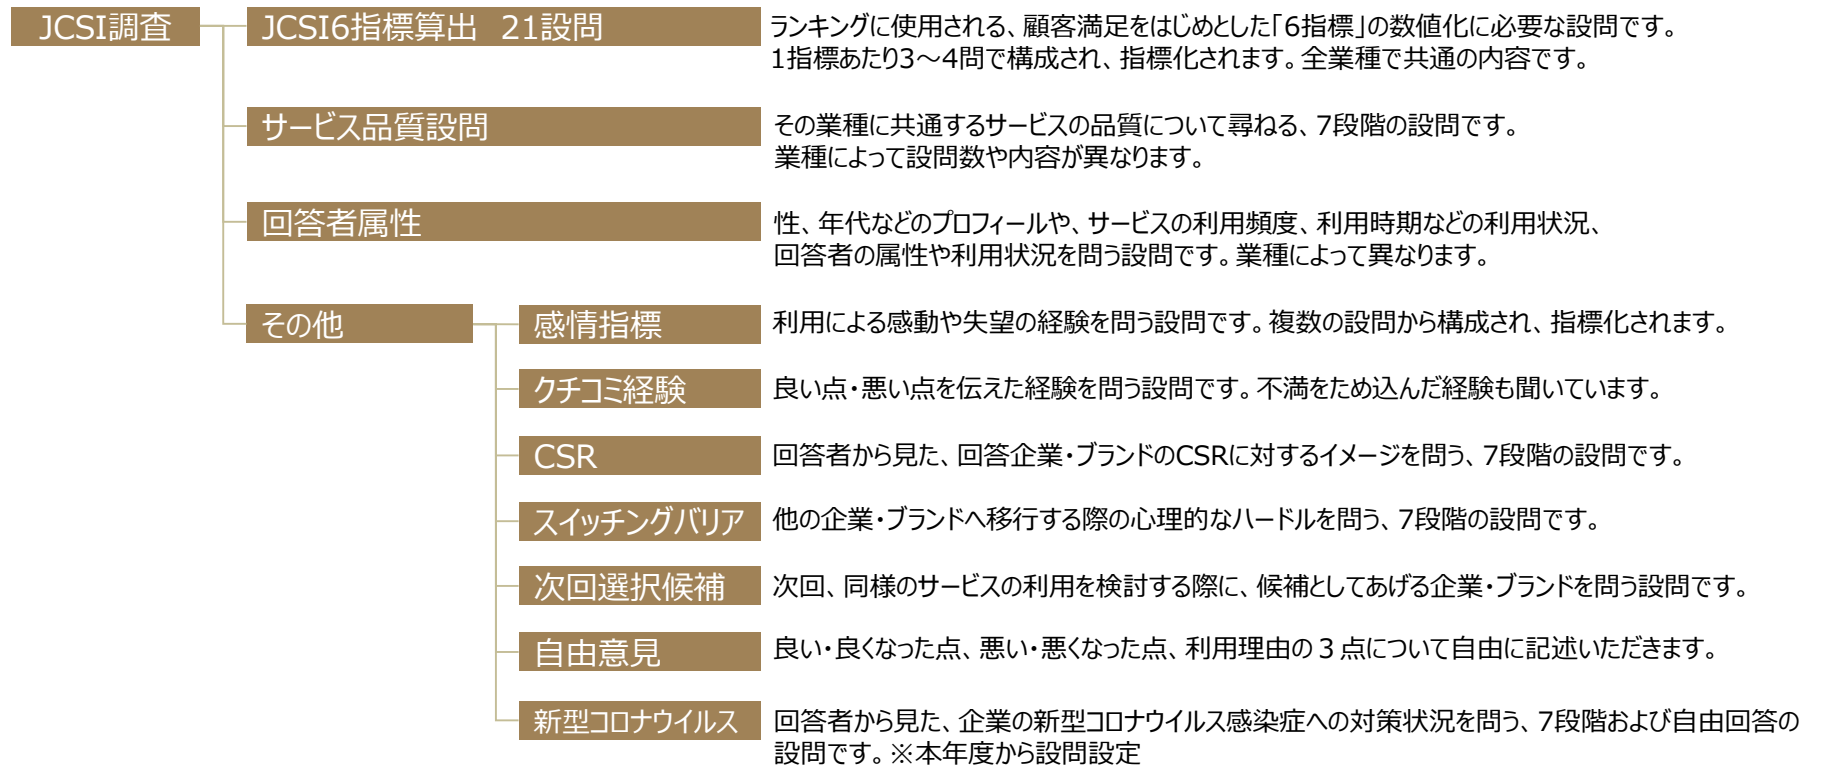 JCSI調査
JCSI6指標算出 21設問
ランキングに使用される、顧客満足をはじめとした「6指標」の数値化に必要な設問です。
1指標あたり3～4問で構成され、指標化されます。全業種で共通の内容です。
サービス品質設問
その業種に共通するサービスの品質について尋ねる、7段階の設問です。
業種によって設問数や内容が異なります。
回答者属性
性、年代などのプロフィールや、サービスの利用頻度、利用時期などの利用状況、
回答者の属性や利用状況を問う設問です。業種によって異なります。
その他
感情指標
利用による感動や失望の経験を問う設問です。複数の設問から構成され、指標化されます。
クチコミ経験
良い点・悪い点を伝えた経験を問う設問です。不満をため込んだ経験も聞いています。
CSR
回答者から見た、回答企業・ブランドのCSRに対するイメージを問う、7段階の設問です。
スイッチングバリア
他の企業・ブランドへ移行する際の心理的なハードルを問う、7段階の設問です。
次回選択候補
次回、同様のサービスの利用を検討する際に、候補としてあげる企業・ブランドを問う設問です。
自由意見
良い・良くなった点、悪い・悪くなった点、利用理由の３点について自由に記述いただきます。
新型コロナウイルス
回答者から見た、企業の新型コロナウイルス感染症への対策状況を問う、7段階および自由回答の
設問です。※本年度から設問設定